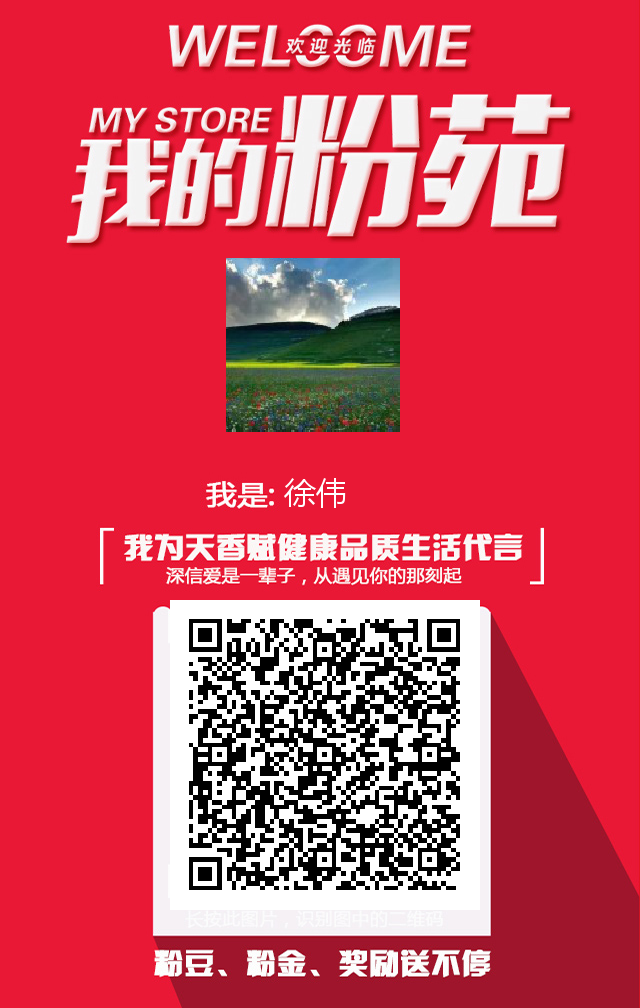 WELCOME
欢迎光临
MY STORE
我的粉苑
我是: 徐伟
我为天香赋健康品质生活代言
深信爱是一辈子，从遇见你的那刻起
长按此图片，识别图中的二维码
粉豆、粉金、奖励送不停